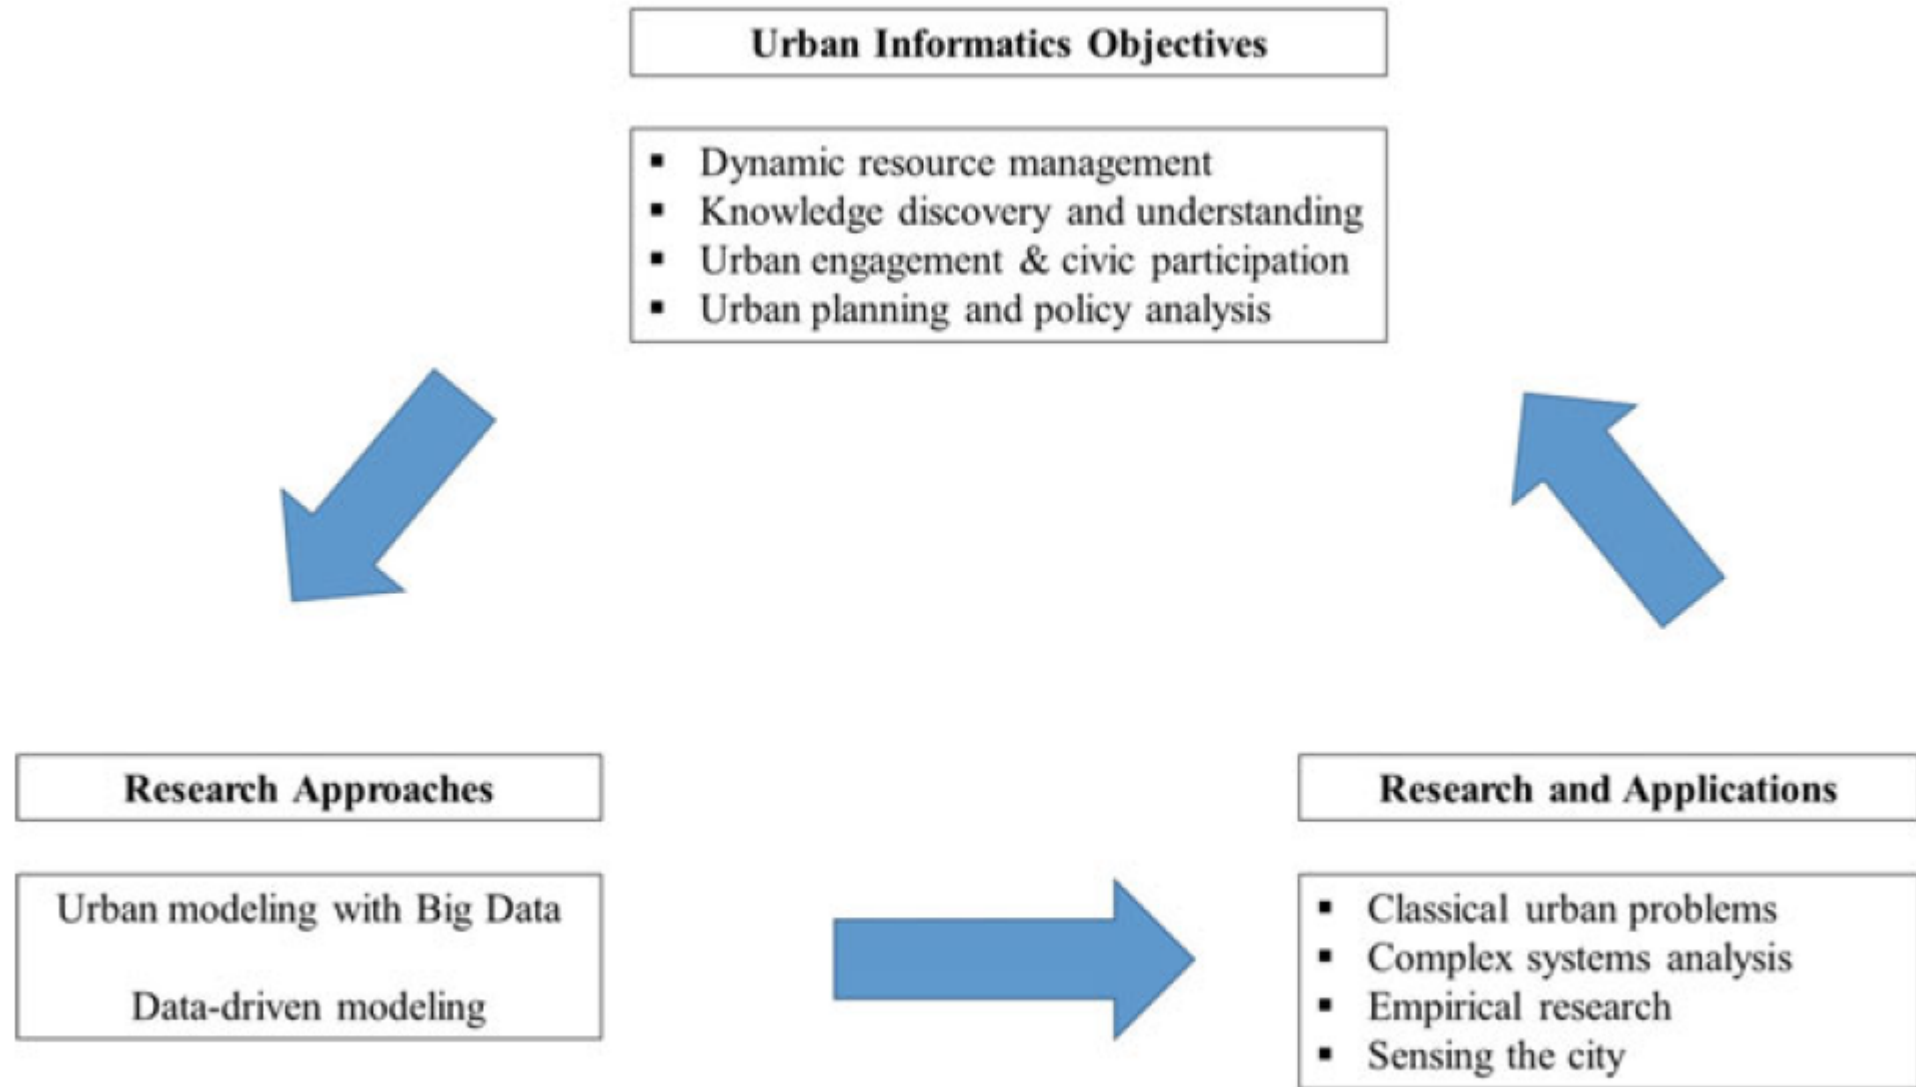 Urban Informatics Objectives
▪ Dynamic resource management
▪ Knowledge discovery and understanding
▪ Urban engagement & civic participation
▪ Urban planning and policy analysis
Research Approaches
Urban modeling with Big Data
Data-driven modeling
Research and Applications
▪ Classical urban problems
▪ Complex systems analysis
▪ Empirical research
▪ Sensing the city